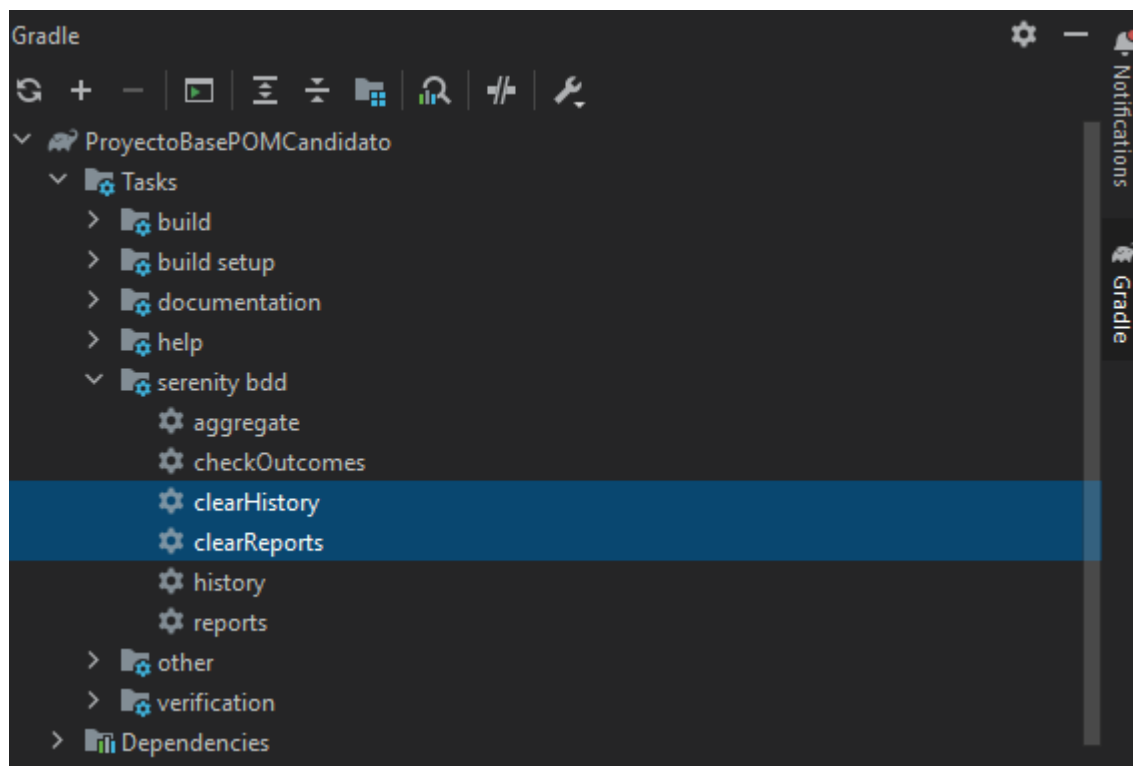 Gradle
ProyectoBasePOMCandidato
Tasks
build
build setup
documentation
help
serenity bdd
aggregate
checkOutcomes
clearHistory
clearReports
history
reports
other
verification
Dependencies
Notifications
Gradle